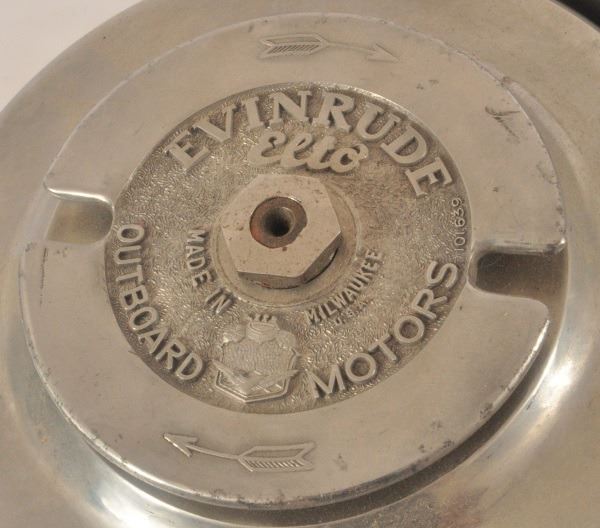 EVINRUDE
Elto
MADE IN
MILWAUKEE
U.S.A.
OUTBOARD
MOTORS
101639